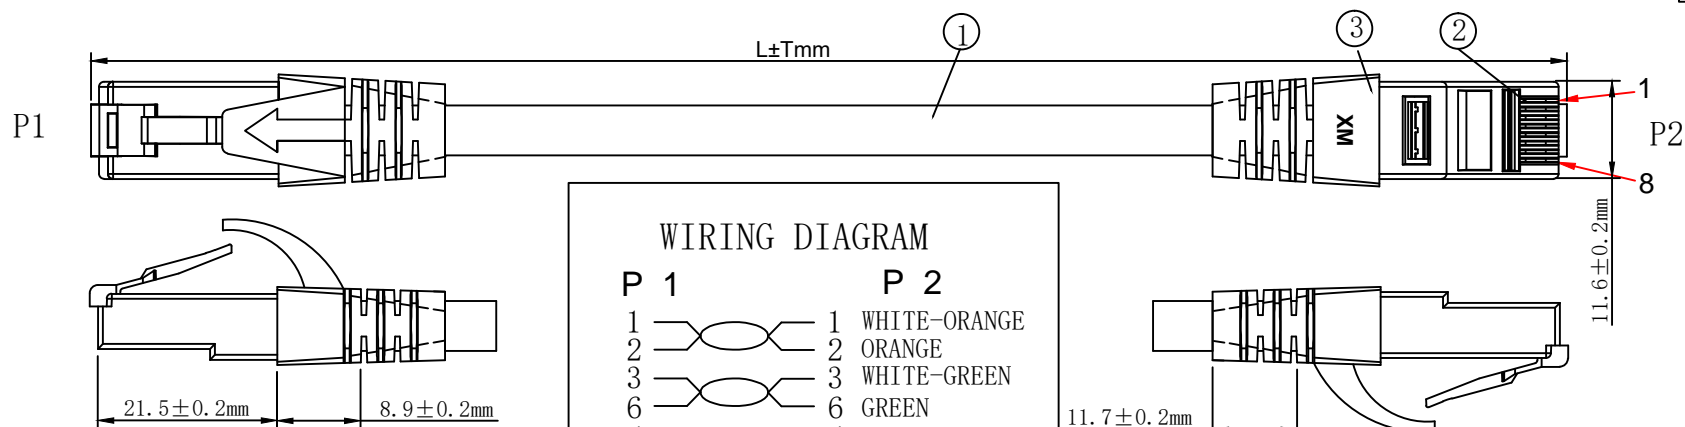 ① ③ ②
L±Tmm
P1
XM
1
P2
8
11.6±0.2mm
WIRING DIAGRAM
P 1 P 2
1 1 WHITE-ORANGE
2 2 ORANGE
3 3 WHITE-GREEN
6 6 GREEN
21.5±0.2mm 8.9±0.2mm
11.7±0.2mm